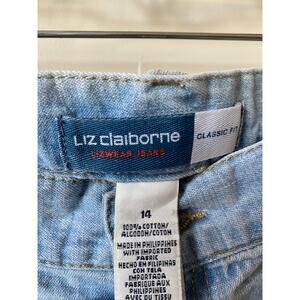 Liz claiborne
CLASSIC FIT
LIZWEAR JEANS
14
100% COTTON/
ALGODON/COTON
MADE IN PHILIPPINES
WITH IMPORTED
FABRIC
HECHO EN FILIPINAS
CON TELA
IMPORTADA
FABRIQUE AUX
PHILIPPINES
AVEC DU TISSU